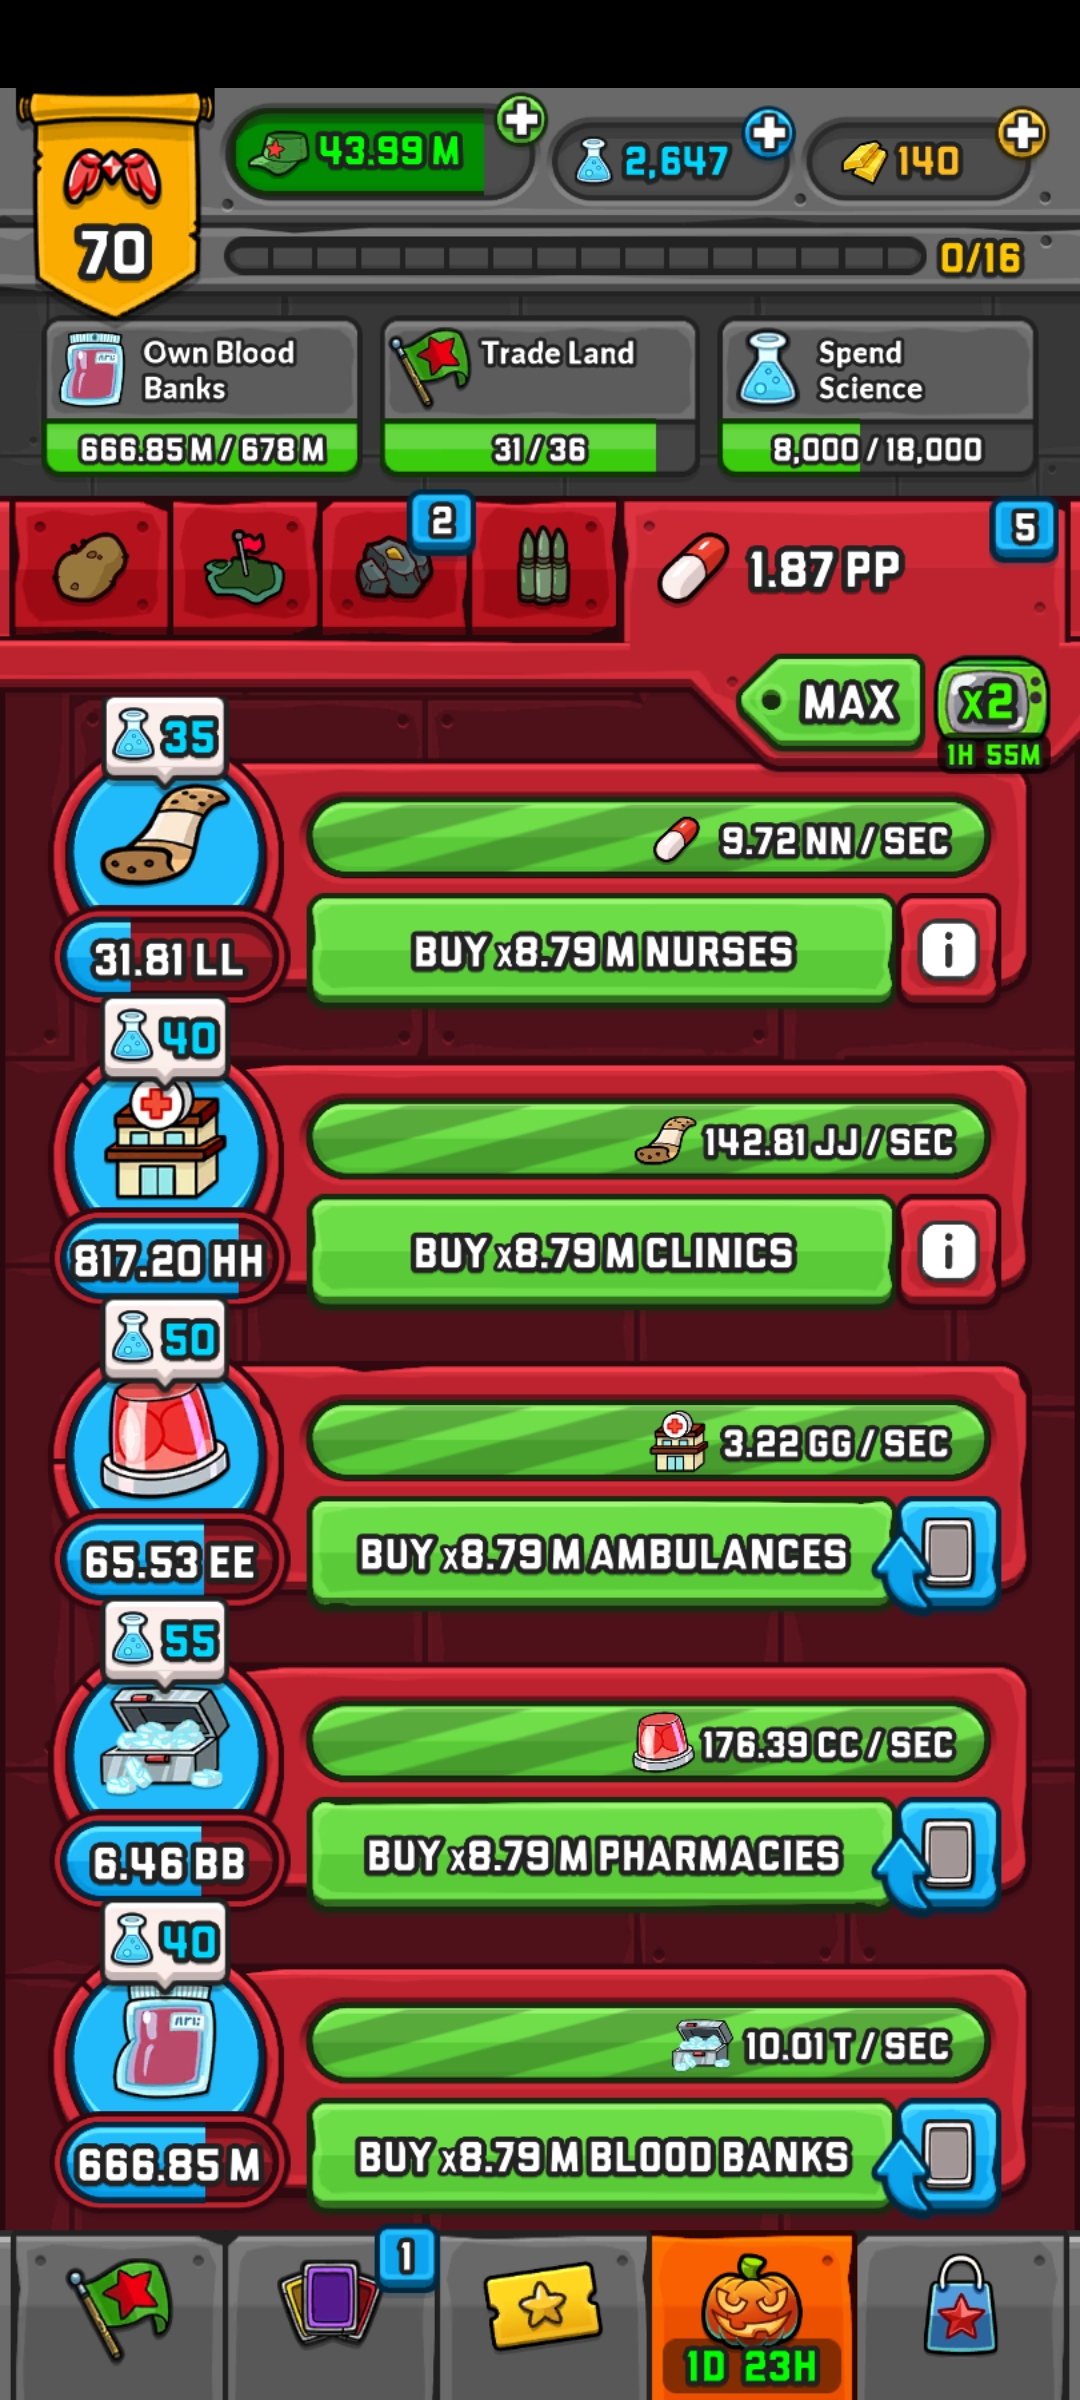 43.99 M
2,647
140
70
0/16
Own Blood
Banks
666.85 M / 678 M
Trade Land
31 / 36
Spend
Science
8,000 / 18,000
2
5
1.87 PP
MAX
x2
1H 55M
35
9.72 NN / SEC
BUY x8.79 M NURSES
i
31.81 LL
40
142.81 JJ / SEC
BUY x8.79 M CLINICS
i
817.20 HH
50
3.22 GG / SEC
BUY x8.79 M AMBULANCES
65.53 EE
55
176.39 CC / SEC
BUY x8.79 M PHARMACIES
6.46 BB
40
10.01 T / SEC
BUY x8.79 M BLOOD BANKS
666.85 M
1
1D 23H